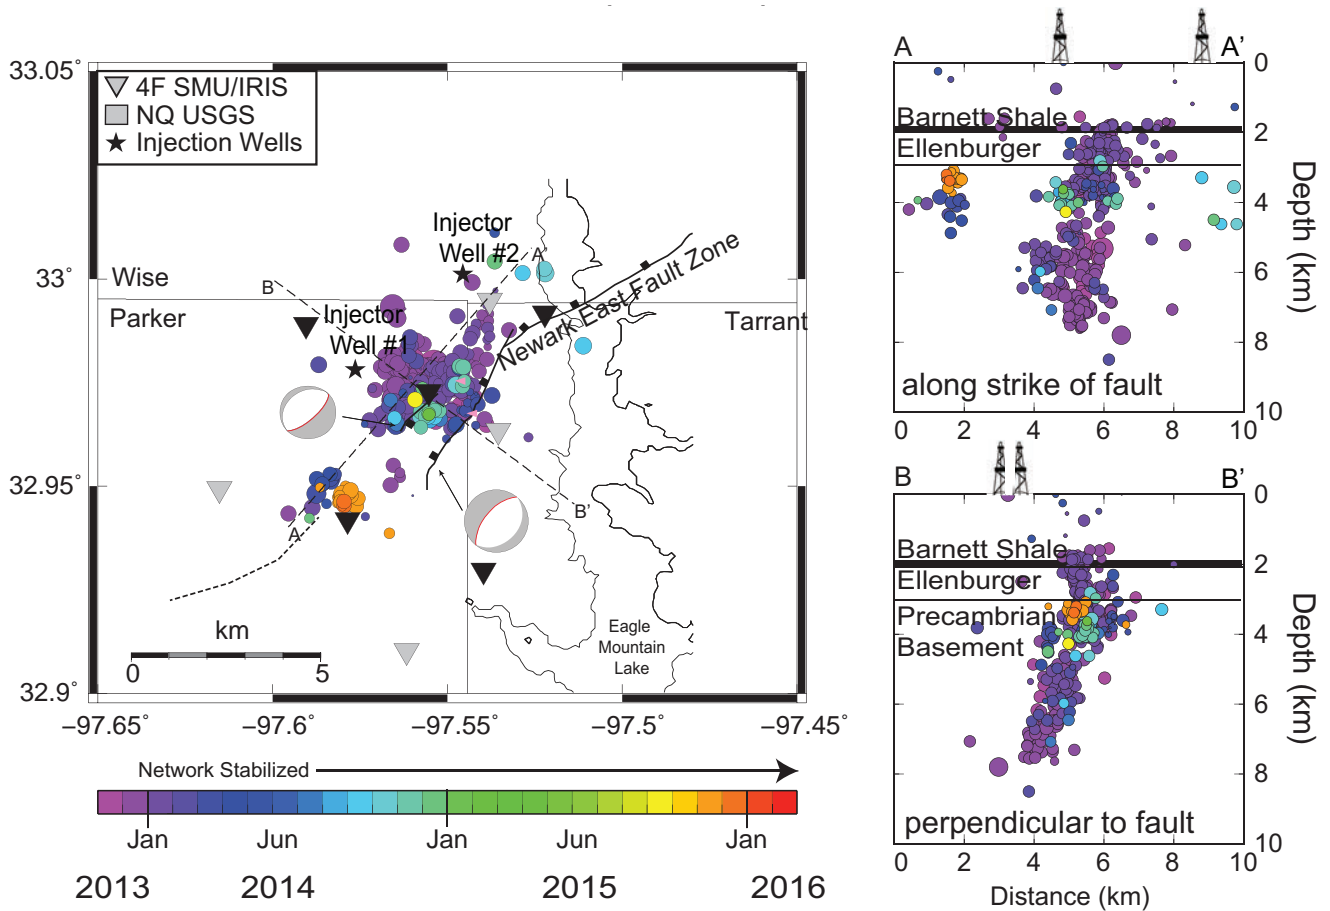 33.05°
33°
32.95°
32.9°
−97.65
−97.6
−97.55
−97.5
−97.45°
4F SMU/IRIS
NQ USGS
Injection Wells
Injector
Well #2
A'
Wise
B
Parker
Injector
Well #1
Newark East Fault Zone
Tarrant
B'
A
km
0
5
Eagle
Mountain
Lake
Network Stabilized
Jan
Jun
Jan
Jun
Jan
2013
2014
2015
2016
A
A’
Barnett Shale
Ellenburger
along strike of fault
0
2
4
6
8
10
Depth (km)
0
2
4
6
8
10
B
B’
Barnett Shale
Ellenburger
Precambrian
Basement
perpendicular to fault
0
2
4
6
8
10
Depth (km)
0
2
4
6
8
10
Distance (km)